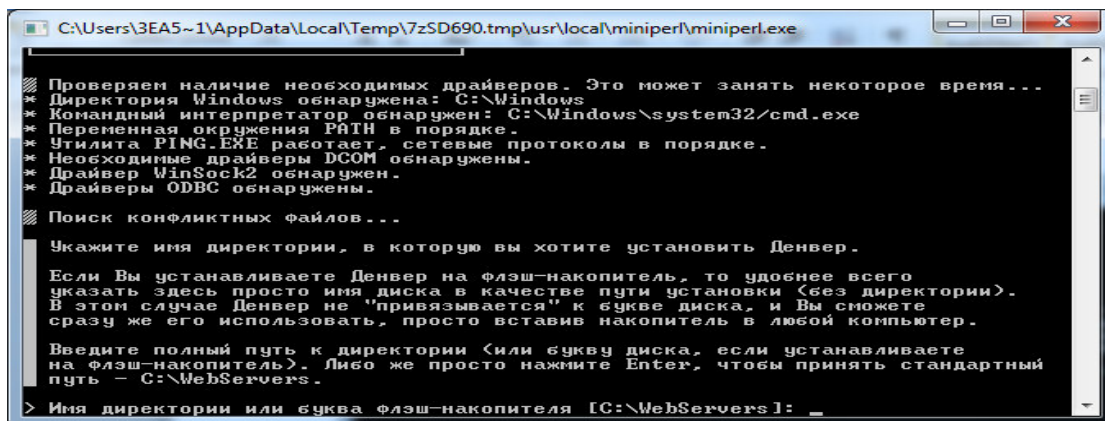 C:\Users\3EA5~1\AppData\Local\Temp\7zSD690.tmp\usr\local\miniperl\miniperl.exe
Проверяем наличие необходимых драйверов. Это может занять некоторое время...
* Директория Windows обнаружена: C:\Windows
* Командный интерпретатор обнаружен: C:\Windows\system32/cmd.exe
* Переменная окружения PATH в порядке.
* Утилита PING.EXE работает, сетевые протоколы в порядке.
* Необходимые драйверы DCOM обнаружены.
* Драйвер WinSock2 обнаружен.
* Драйверы ODBC обнаружены.
Поиск конфликтных файлов...
Укажите имя директории, в которую вы хотите установить Денвер.
Если Вы устанавливаете Денвер на флэш-накопитель, то удобнее всего
указать здесь просто имя диска в качестве пути установки (без директории).
В этом случае Денвер не "привязывается" к букве диска, и Вы сможете
сразу же его использовать, просто вставив накопитель в любой компьютер.
Введите полный путь к директории (или букву диска, если устанавливаете
на флэш-накопитель). Либо же просто нажмите Enter, чтобы принять стандартный
путь - C:\WebServers.
> Имя директории или буква флэш-накопителя [C:\WebServers]: _